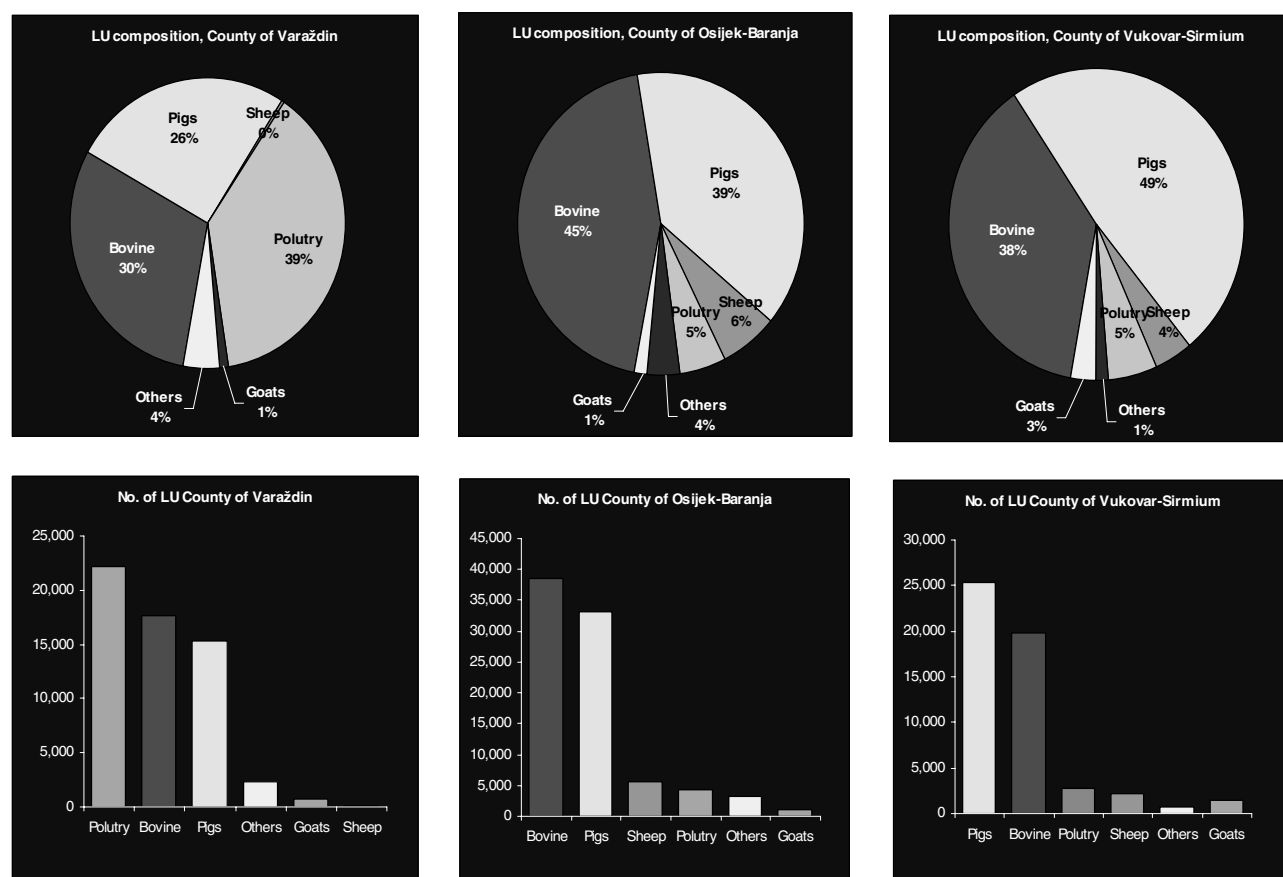 LU composition, County of Varaždin
Pigs
26%
Sheep
0%
Polutry
39%
Bovine
30%
Others
4%
Goats
1%
LU composition, County of Osijek-Baranja
Pigs
39%
Bovine
45%
Sheep
6%
Polutry
5%
Goats
1%
Others
4%
LU composition, County of Vukovar-Sirmium
Pigs
49%
Bovine
38%
Polutry
5%
Sheep
4%
Goats
3%
Others
1%
No. of LU County of Varaždin
25,000
20,000
15,000
10,000
5,000
0
Polutry Bovine Pigs Others Goats Sheep
No. of LU County of Osijek-Baranja
45,000
40,000
35,000
30,000
25,000
20,000
15,000
10,000
5,000
0
Bovine Pigs Sheep Polutry Others Goats
No. of LU County of Vukovar-Sirmium
30,000
25,000
20,000
15,000
10,000
5,000
0
Pigs Bovine Polutry Sheep Others Goats